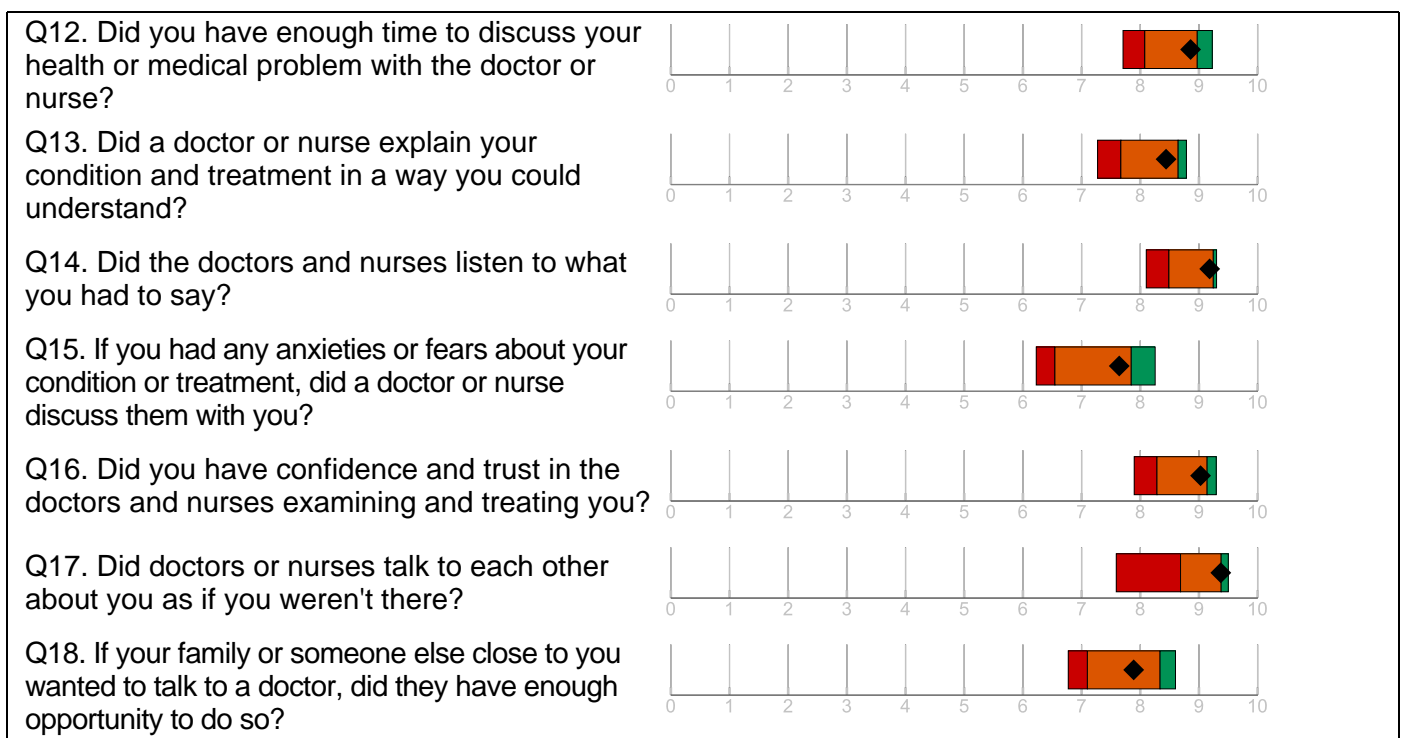 Q12. Did you have enough time to discuss your
health or medical problem with the doctor or
nurse?
0 1 2 3 4 5 6 7 8 9 10
Q13. Did a doctor or nurse explain your
condition and treatment in a way you could
understand?
0 1 2 3 4 5 6 7 8 9 10
Q14. Did the doctors and nurses listen to what
you had to say?
0 1 2 3 4 5 6 7 8 9 10
Q15. If you had any anxieties or fears about your
condition or treatment, did a doctor or nurse
discuss them with you?
0 1 2 3 4 5 6 7 8 9 10
Q16. Did you have confidence and trust in the
doctors and nurses examining and treating you?
0 1 2 3 4 5 6 7 8 9 10
Q17. Did doctors or nurses talk to each other
about you as if you weren't there?
0 1 2 3 4 5 6 7 8 9 10
Q18. If your family or someone else close to you
wanted to talk to a doctor, did they have enough
opportunity to do so?
0 1 2 3 4 5 6 7 8 9 10